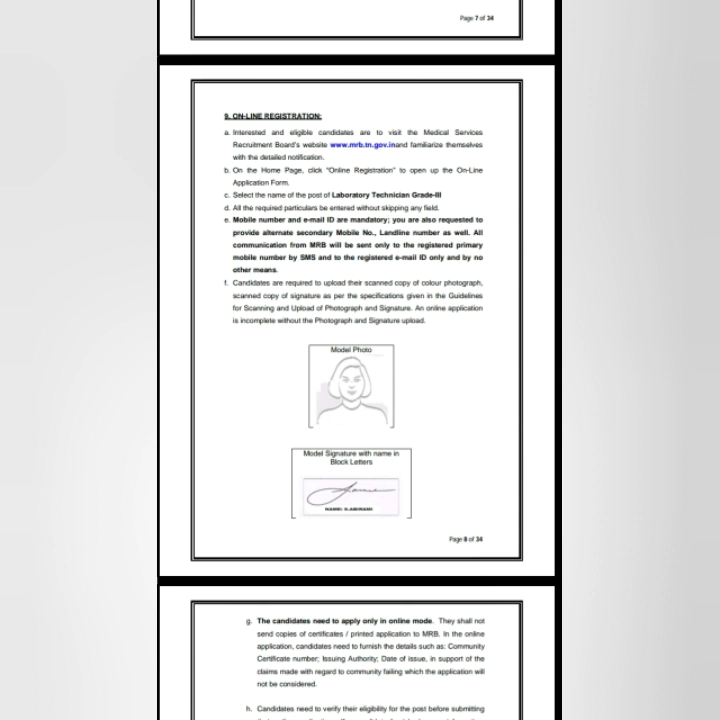 Page 7 of 34
9. ON-LINE REGISTRATION:
a. Interested and eligible candidates are to visit the Medical Services
Recruitment Board's website www.mrb.tn.gov.inand familiarize themselves
with the detailed notification.
b. On the Home Page, click "Online Registration" to open up the On-Line
Application Form.
c. Select the name of the post of Laboratory Technician Grade-III
d. All the required particulars be entered without skipping any field.
e. Mobile number and e-mail ID are mandatory; you are also requested to
provide alternate secondary Mobile No., Landline number as well. All
communication from MRB will be sent only to the registered primary
mobile number by SMS and to the registered e-mail ID only and by no
other means.
f. Candidates are required to upload their scanned copy of colour photograph,
scanned copy of signature as per the specifications given in the Guidelines
for Scanning and Upload of Photograph and Signature. An online application
is incomplete without the Photograph and Signature upload.
Model Photo
Model Signature with name in
Block Letters
NAME: K.ABIRAMI
Page 8 of 34
g. The candidates need to apply only in online mode. They shall not
send copies of certificates / printed application to MRB. In the online
application, candidates need to furnish the details such as: Community
Certificate number; Issuing Authority; Date of issue, in support of the
claims made with regard to community failing which the application will
not be considered.
h. Candidates need to verify their eligibility for the post before submitting